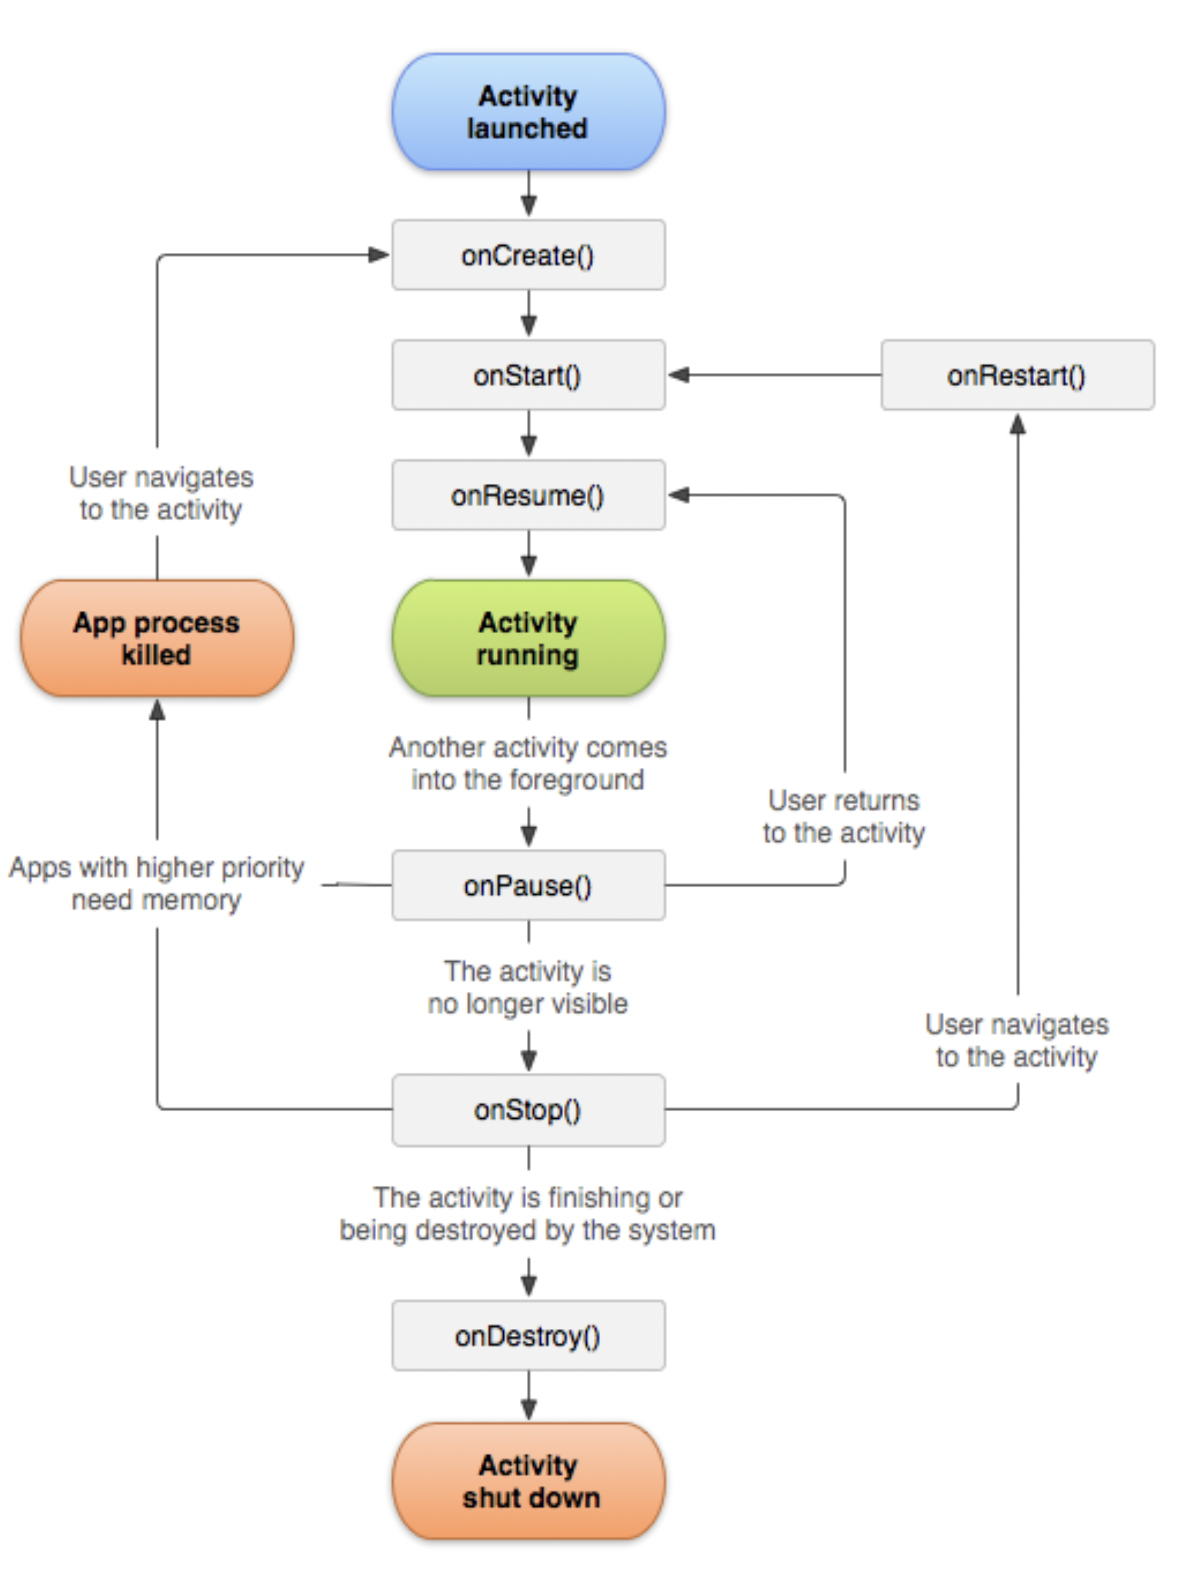 Activity
launched
onCreate()
onStart()
onRestart()
User navigates
to the activity
onResume()
App process
killed
Activity
running
Another activity comes
into the foreground
User returns
to the activity
Apps with higher priority
need memory
onPause()
The activity is
no longer visible
User navigates
to the activity
onStop()
The activity is finishing or
being destroyed by the system
onDestroy()
Activity
shut down